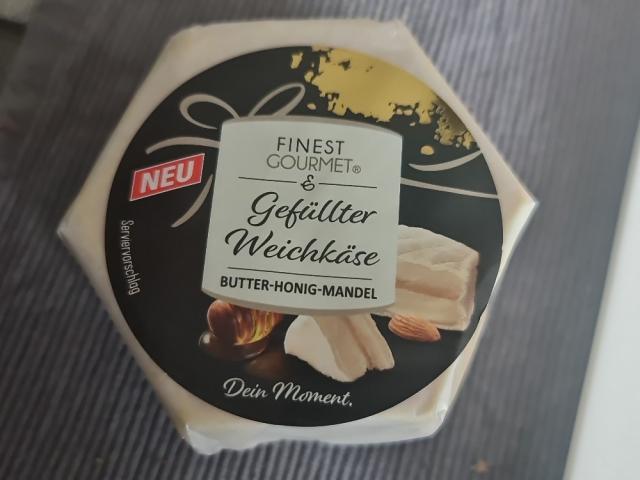 FINEST
GOURMET®
&
Gefüllter
Weichkäse
BUTTER-HONIG-MANDEL
NEU
Serviervorschlag
Dein Moment.